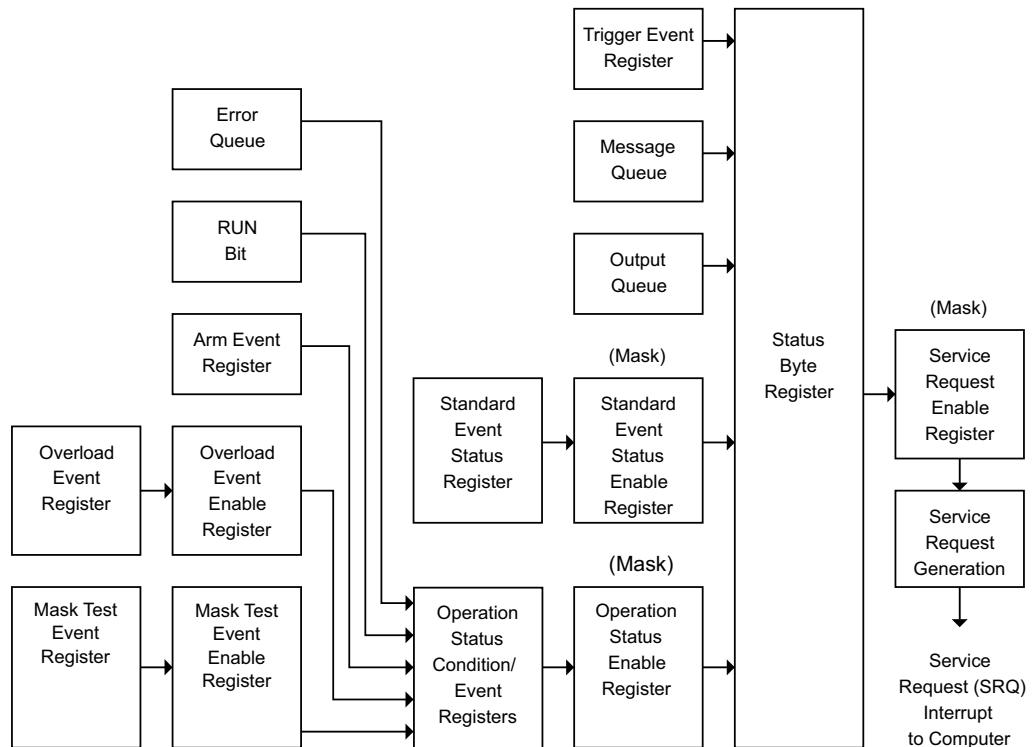 Trigger Event
Register
Error
Queue
Message
Queue
RUN
Bit
Output
Queue
Arm Event
Register
Status
Byte
Register
(Mask)
Service
Request
Enable
Register
(Mask)
Standard
Event
Status
Register
Standard
Event
Status
Enable
Register
Overload
Event
Register
Overload
Event
Enable
Register
Service
Request
Generation
(Mask)
Mask Test
Event
Register
Mask Test
Event
Enable
Register
Operation
Status
Condition/
Event
Registers
Operation
Status
Enable
Register
Service
Request (SRQ)
Interrupt
to Computer